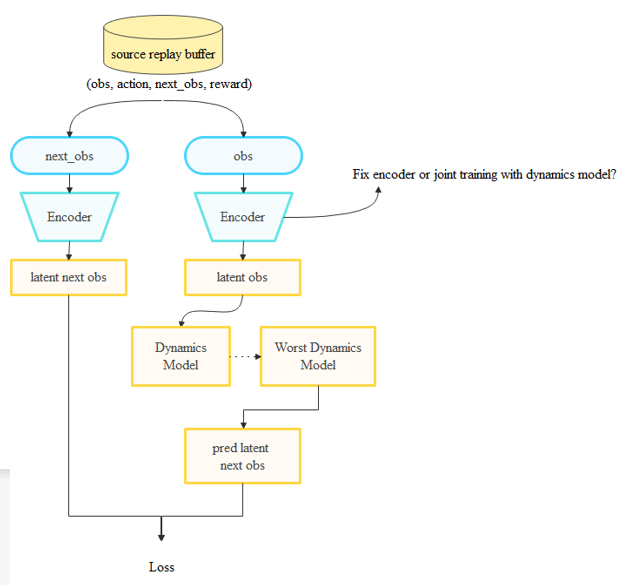 source replay buffer
(obs, action, next_obs, reward)
next_obs
obs
Fix encoder or joint training with dynamics model?
Encoder
Encoder
latent next obs
latent obs
Dynamics
Model
Worst Dynamics
Model
pred latent
next obs
Loss